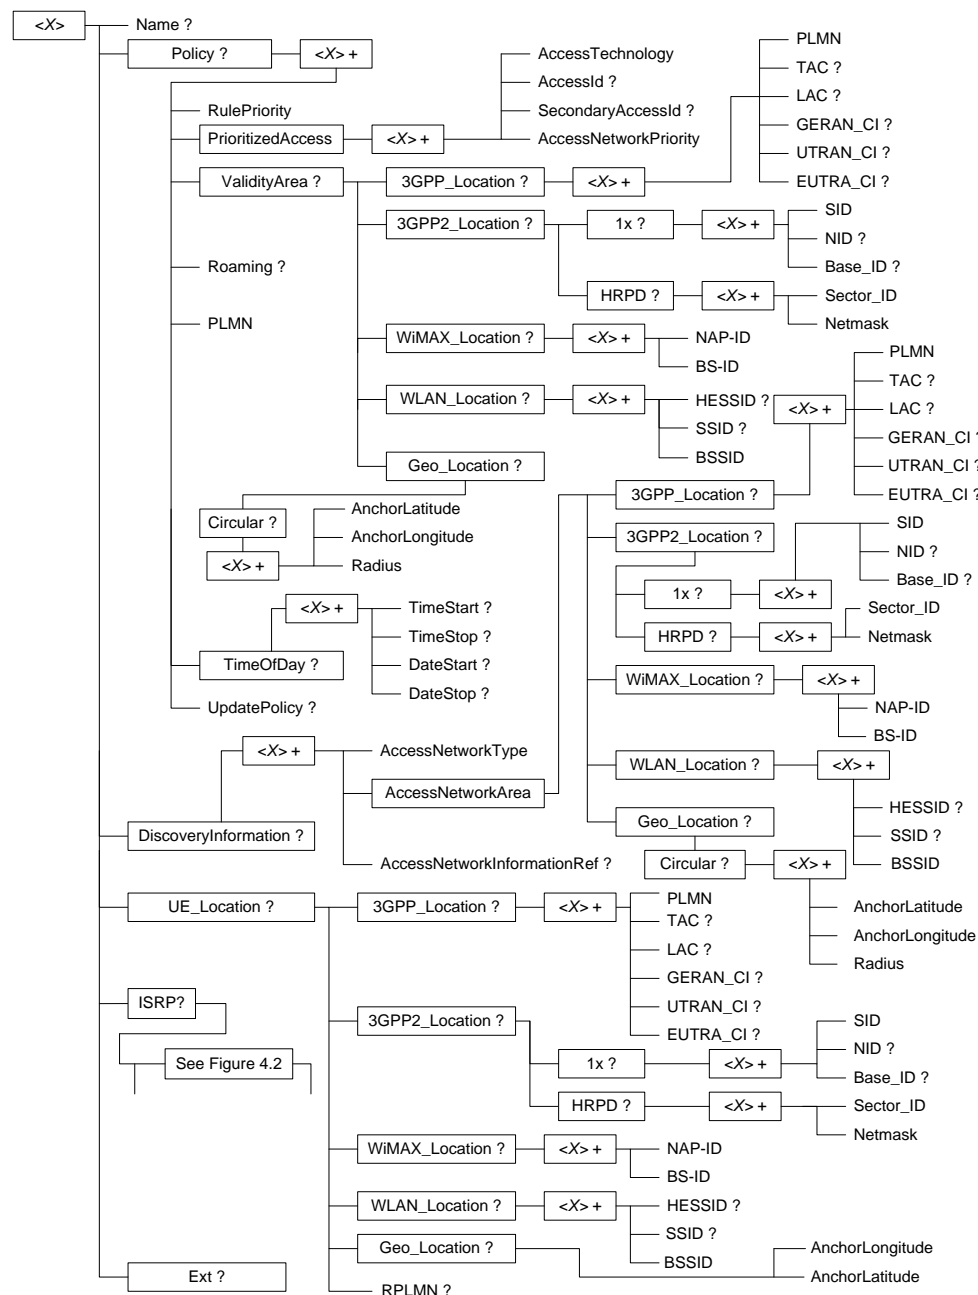 <X>
Name ?
Policy ?
<X> +
RulePriority
PrioritizedAccess
<X> +
AccessTechnology
AccessId ?
SecondaryAccessId ?
AccessNetworkPriority
ValidityArea ?
3GPP_Location ?
<X> +
PLMN
TAC ?
LAC ?
GERAN_CI ?
UTRAN_CI ?
EUTRA_CI ?
3GPP2_Location ?
1x ?
<X> +
SID
NID ?
Base_ID ?
HRPD ?
<X> +
Sector_ID
Netmask
WiMAX_Location ?
<X> +
NAP-ID
BS-ID
WLAN_Location ?
<X> +
HESSID ?
SSID ?
BSSID
Geo_Location ?
Circular ?
<X> +
AnchorLatitude
AnchorLongitude
Radius
Roaming ?
PLMN
TimeOfDay ?
<X> +
TimeStart ?
TimeStop ?
DateStart ?
DateStop ?
UpdatePolicy ?
DiscoveryInformation ?
<X> +
AccessNetworkType
AccessNetworkArea
3GPP_Location ?
<X> +
PLMN
TAC ?
LAC ?
GERAN_CI ?
UTRAN_CI ?
EUTRA_CI ?
3GPP2_Location ?
1x ?
<X> +
SID
NID ?
Base_ID ?
HRPD ?
<X> +
Sector_ID
Netmask
WiMAX_Location ?
<X> +
NAP-ID
BS-ID
WLAN_Location ?
<X> +
HESSID ?
SSID ?
BSSID
Geo_Location ?
Circular ?
<X> +
AnchorLatitude
AnchorLongitude
Radius
AccessNetworkInformationRef ?
UE_Location ?
3GPP_Location ?
<X> +
PLMN
TAC ?
LAC ?
GERAN_CI ?
UTRAN_CI ?
EUTRA_CI ?
3GPP2_Location ?
1x ?
<X> +
SID
NID ?
Base_ID ?
HRPD ?
<X> +
Sector_ID
Netmask
WiMAX_Location ?
<X> +
NAP-ID
BS-ID
WLAN_Location ?
<X> +
HESSID ?
SSID ?
BSSID
Geo_Location ?
AnchorLongitude
AnchorLatitude
RPLMN ?
ISRP?
See Figure 4.2
Ext ?